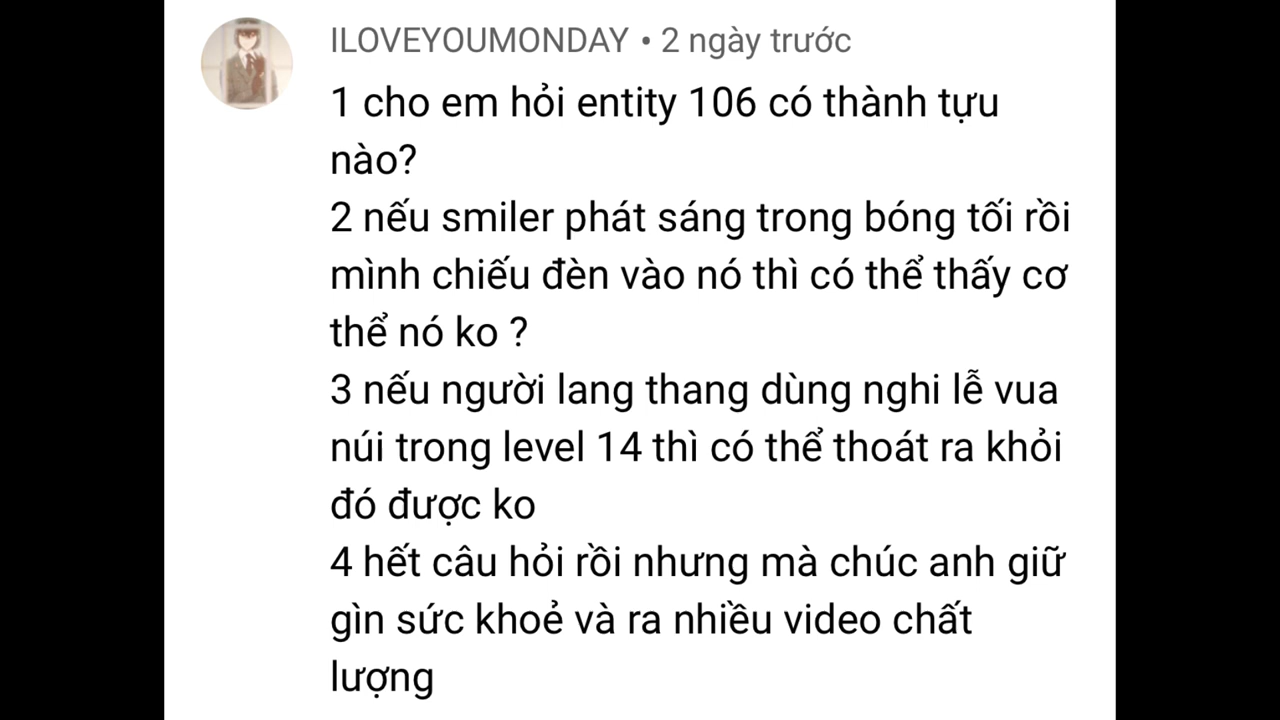 ILOVEYOUMONDAY • 2 ngày trước
1 cho em hỏi entity 106 có thành tựu
nào?
2 nếu smiler phát sáng trong bóng tối rồi
mình chiếu đèn vào nó thì có thể thấy cơ
thể nó ko ?
3 nếu người lang thang dùng nghi lễ vua
núi trong level 14 thì có thể thoát ra khỏi
đó được ko
4 hết câu hỏi rồi nhưng mà chúc anh giữ
gìn sức khoẻ và ra nhiều video chất
lượng